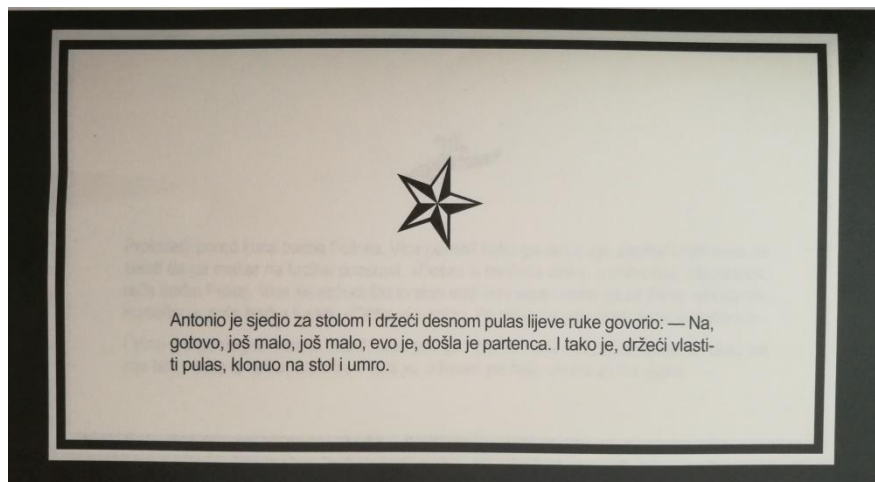 Antonio je sjedio za stolom i držeći desnom pulas lijeve ruke govorio: — Na,
gotovo, još malo, još malo, evo je, došla je partenca. I tako je, držeći vlasti-
ti pulas, klonuo na stol i umro.